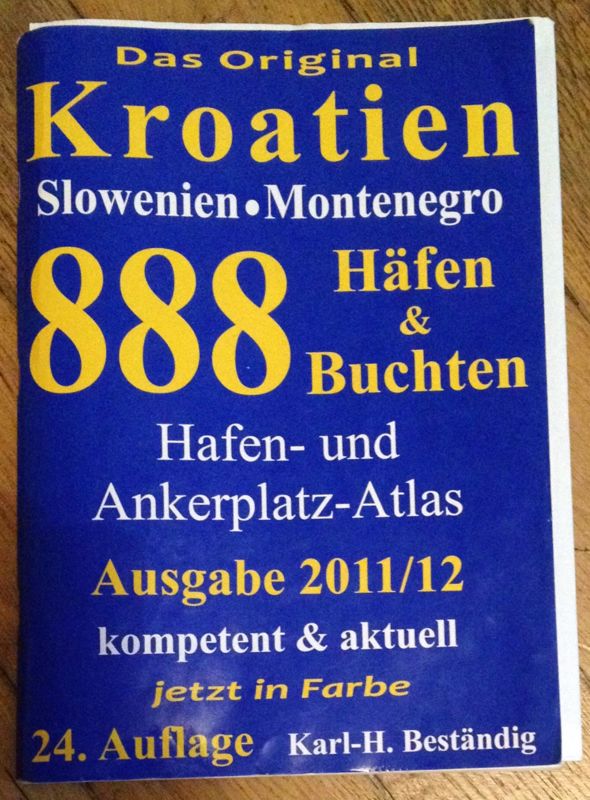 Das Original
Kroatien
Slowenien • Montenegro
888 Häfen
&
Buchten
Hafen- und
Ankerplatz-Atlas
Ausgabe 2011/12
kompetent & aktuell
jetzt in Farbe
24. Auflage Karl-H. Beständig